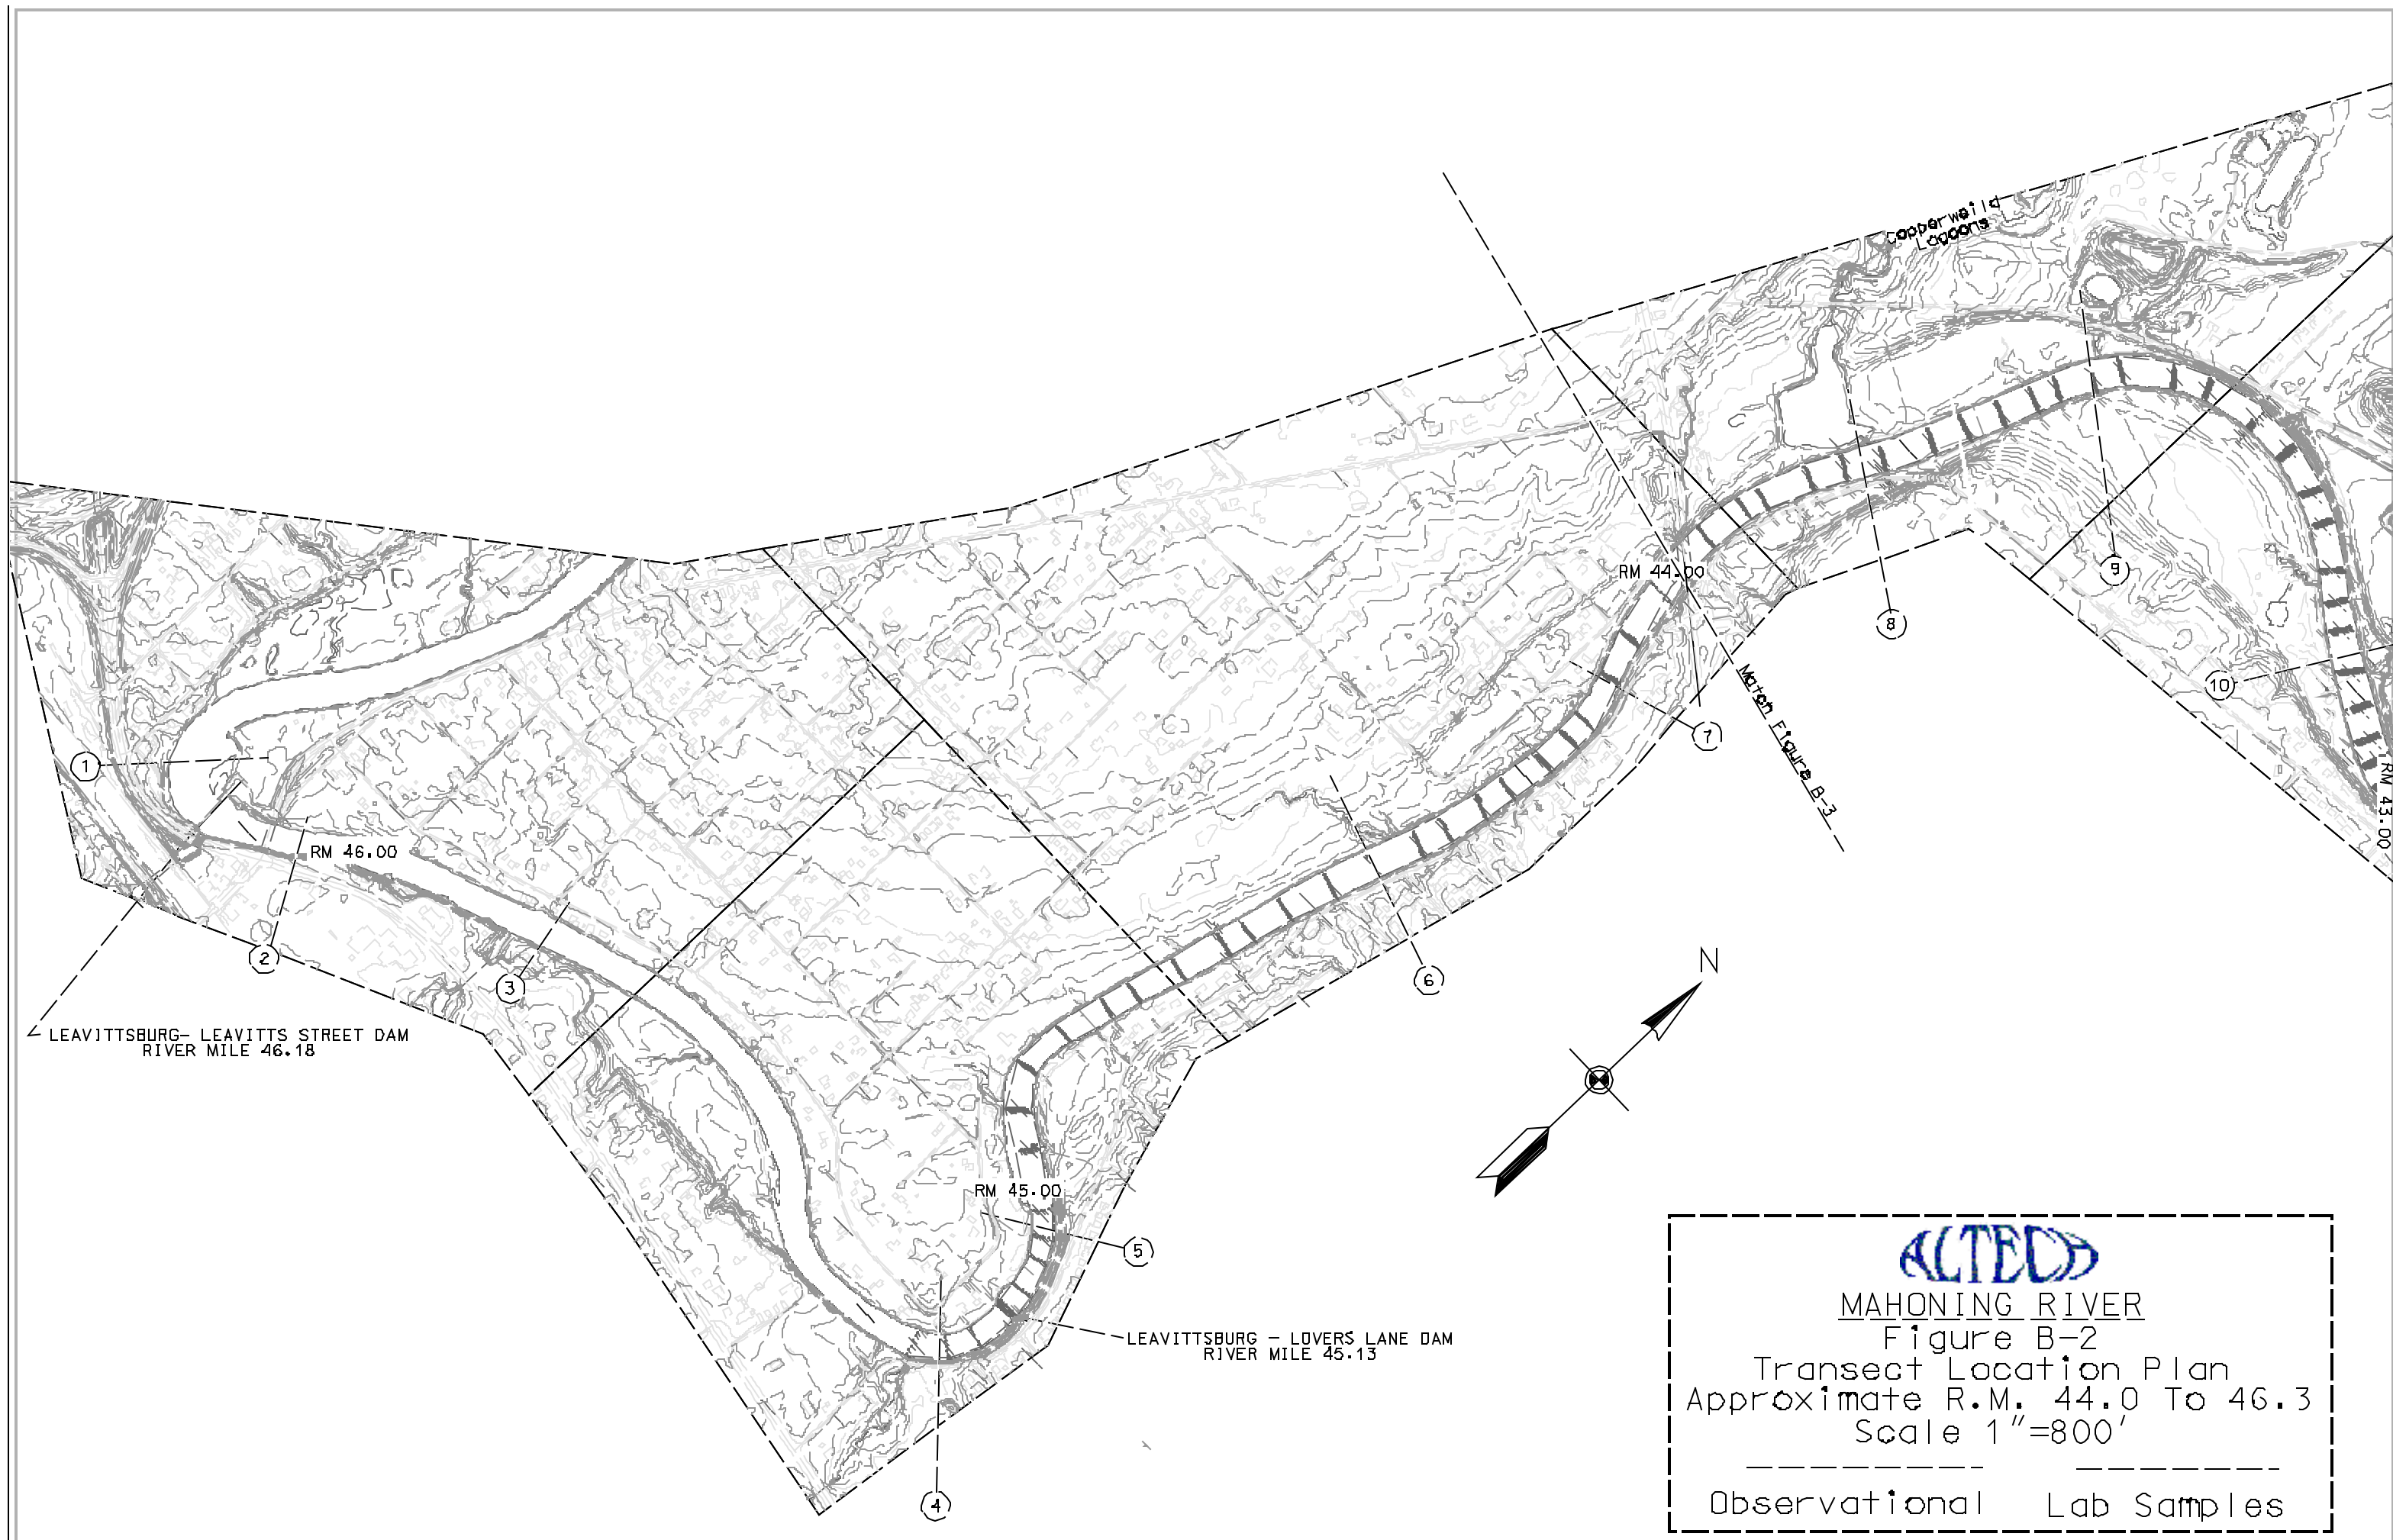 Copperweild
Lagoons
RM 44.00
9
8
10
Match Figure B-3
7
1
RM 43.00
RM 46.00
2
3
6
N
LEAVITTSBURG- LEAVITTS STREET DAM
RIVER MILE 46.18
RM 45.00
5
LEAVITTSBURG - LOVERS LANE DAM
RIVER MILE 45.13
4
ALTECH
MAHONING RIVER
Figure B-2
Transect Location Plan
Approximate R.M. 44.0 To 46.3
Scale 1"=800'
Observational Lab Samples